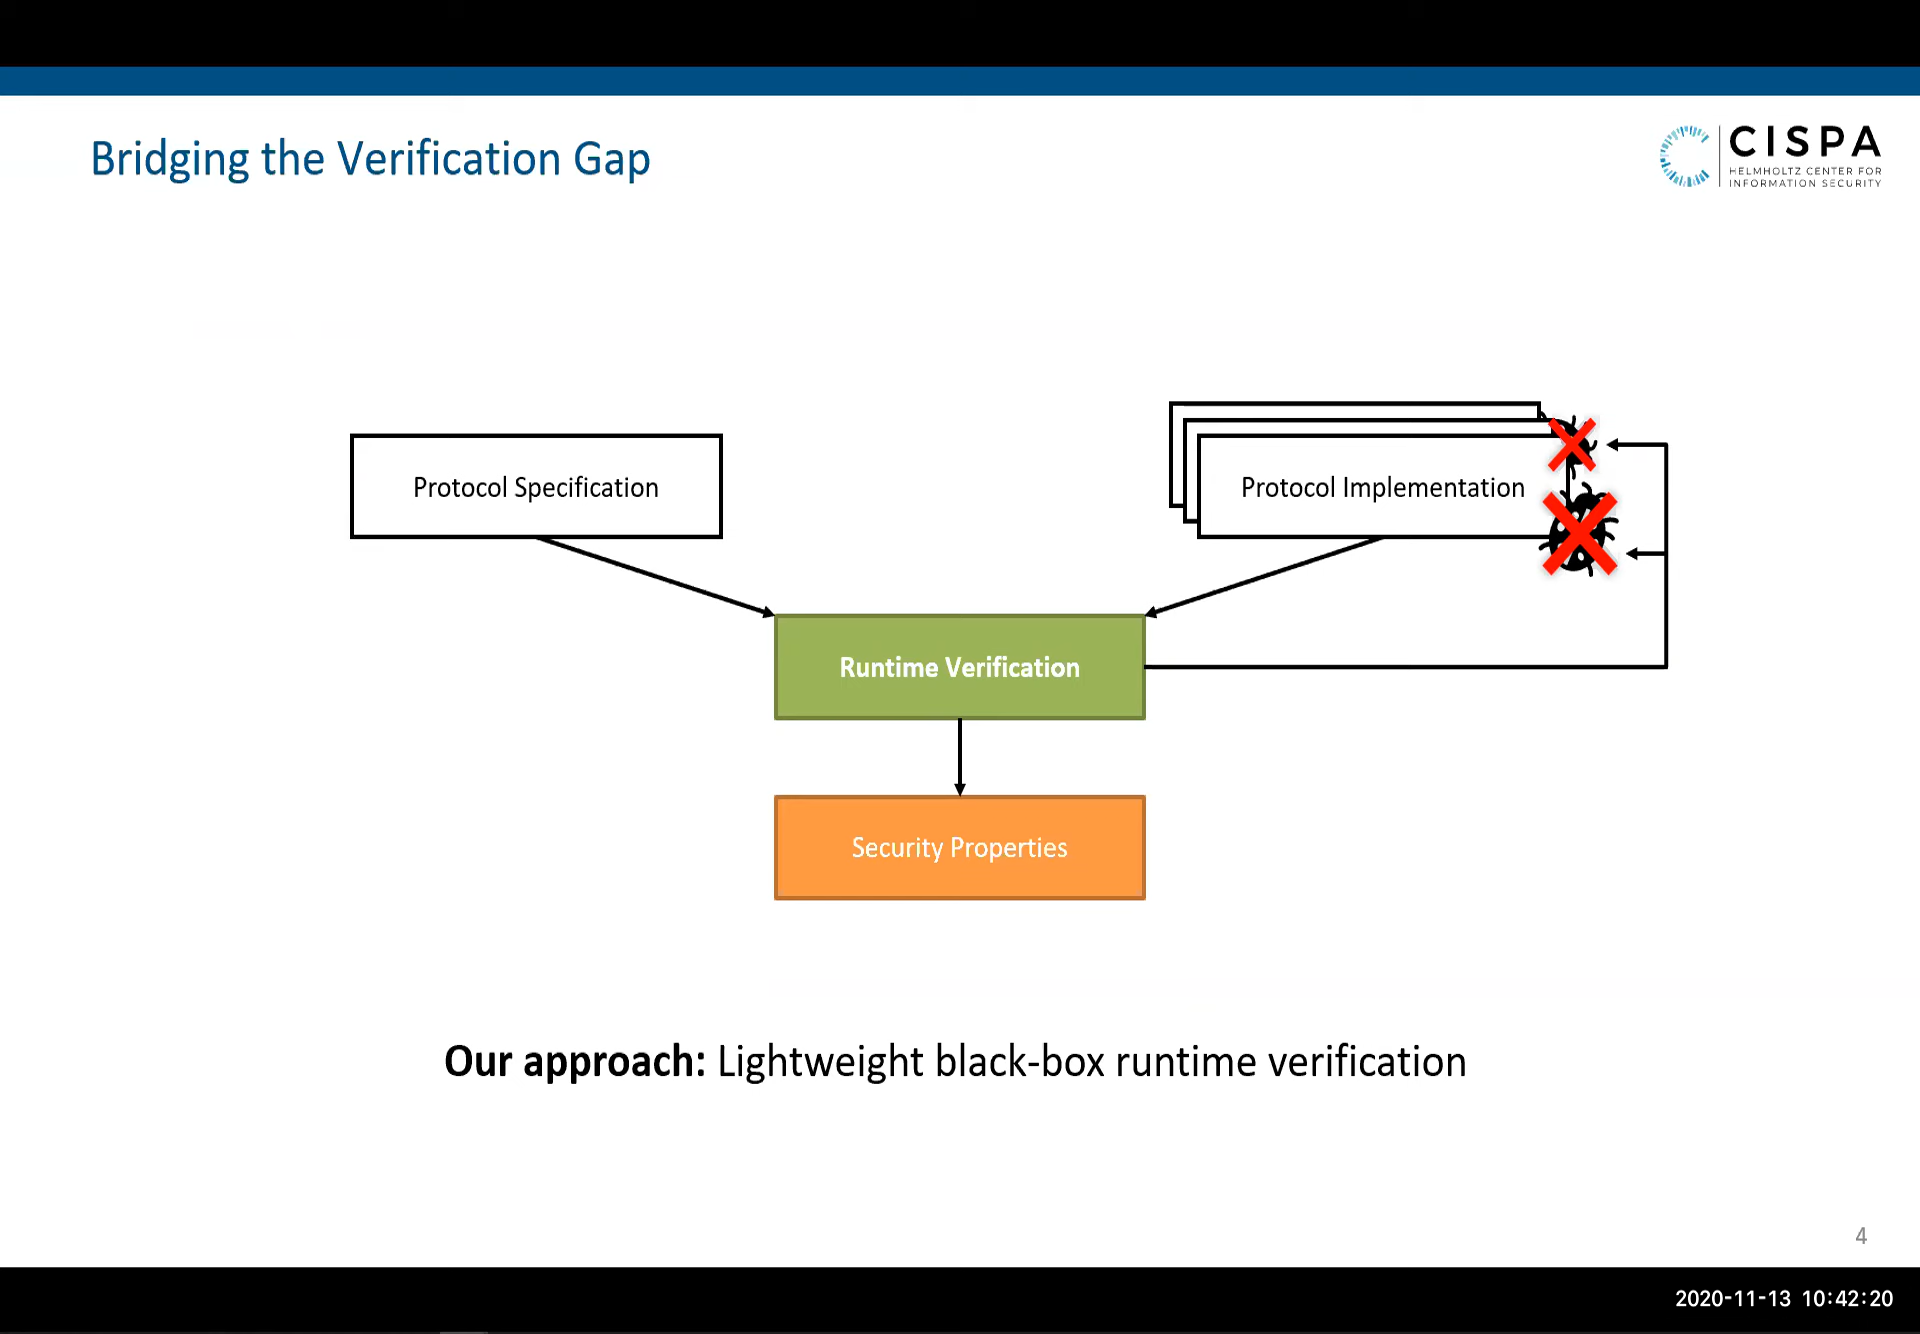 Bridging the Verification Gap
CISPA
HELMHOLTZ CENTER FOR
INFORMATION SECURITY
Protocol Specification
Protocol Implementation
Runtime Verification
Security Properties
Our approach: Lightweight black-box runtime verification
4
2020-11-13 10:42:20